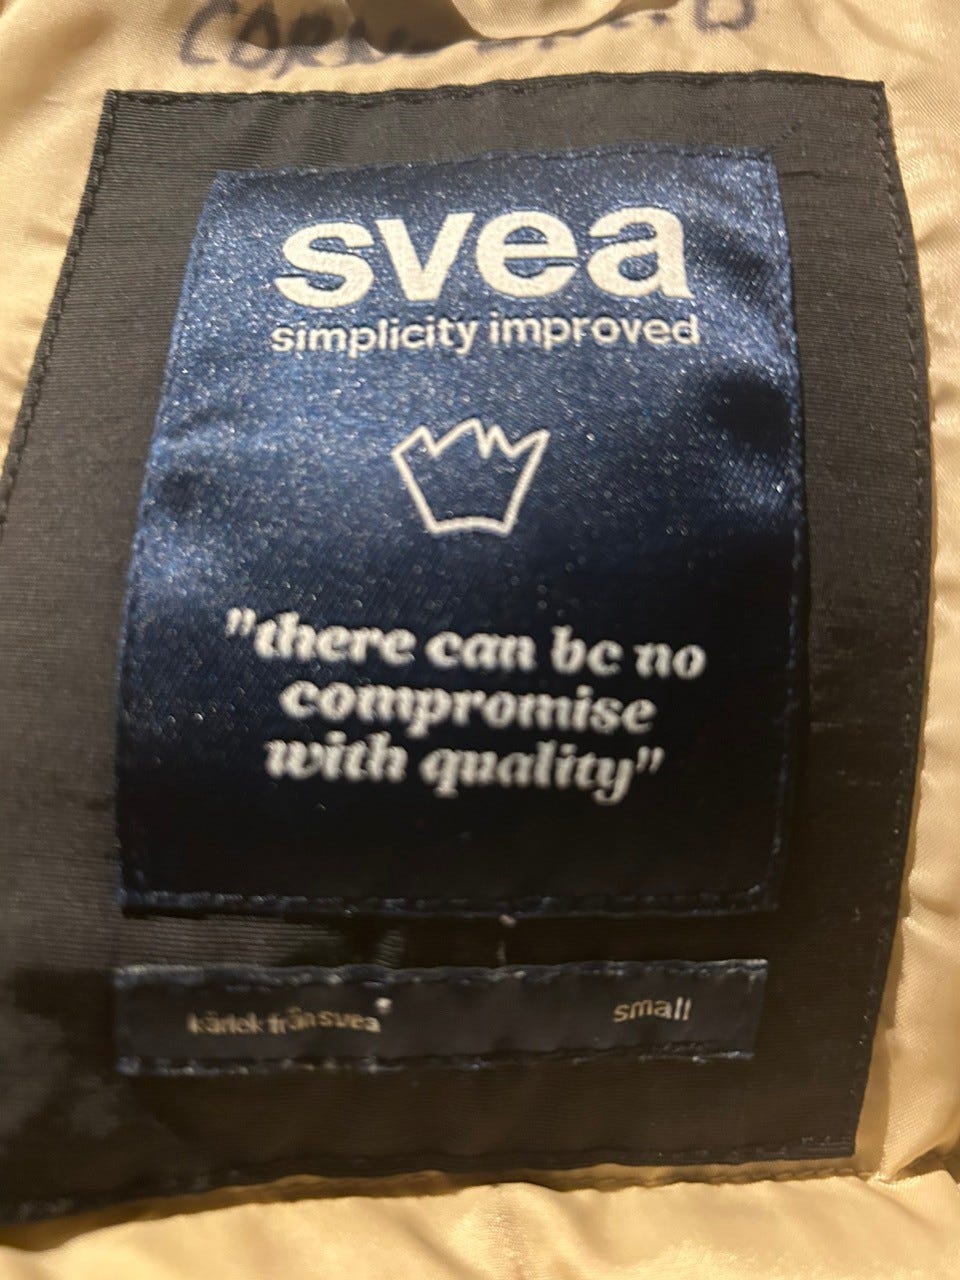 svea
simplicity improved
"there can be no
compromise
with quality"
kärlek från svea
small